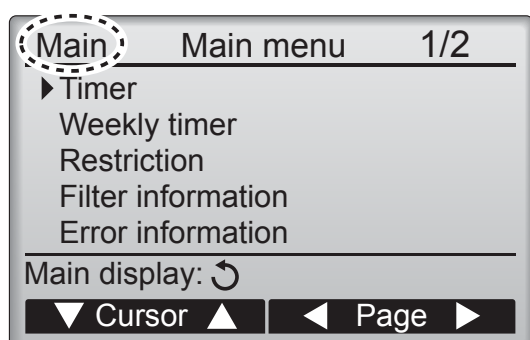 Main Main menu 1/2
Timer
Weekly timer
Restriction
Filter information
Error information
Main display:
Cursor Page